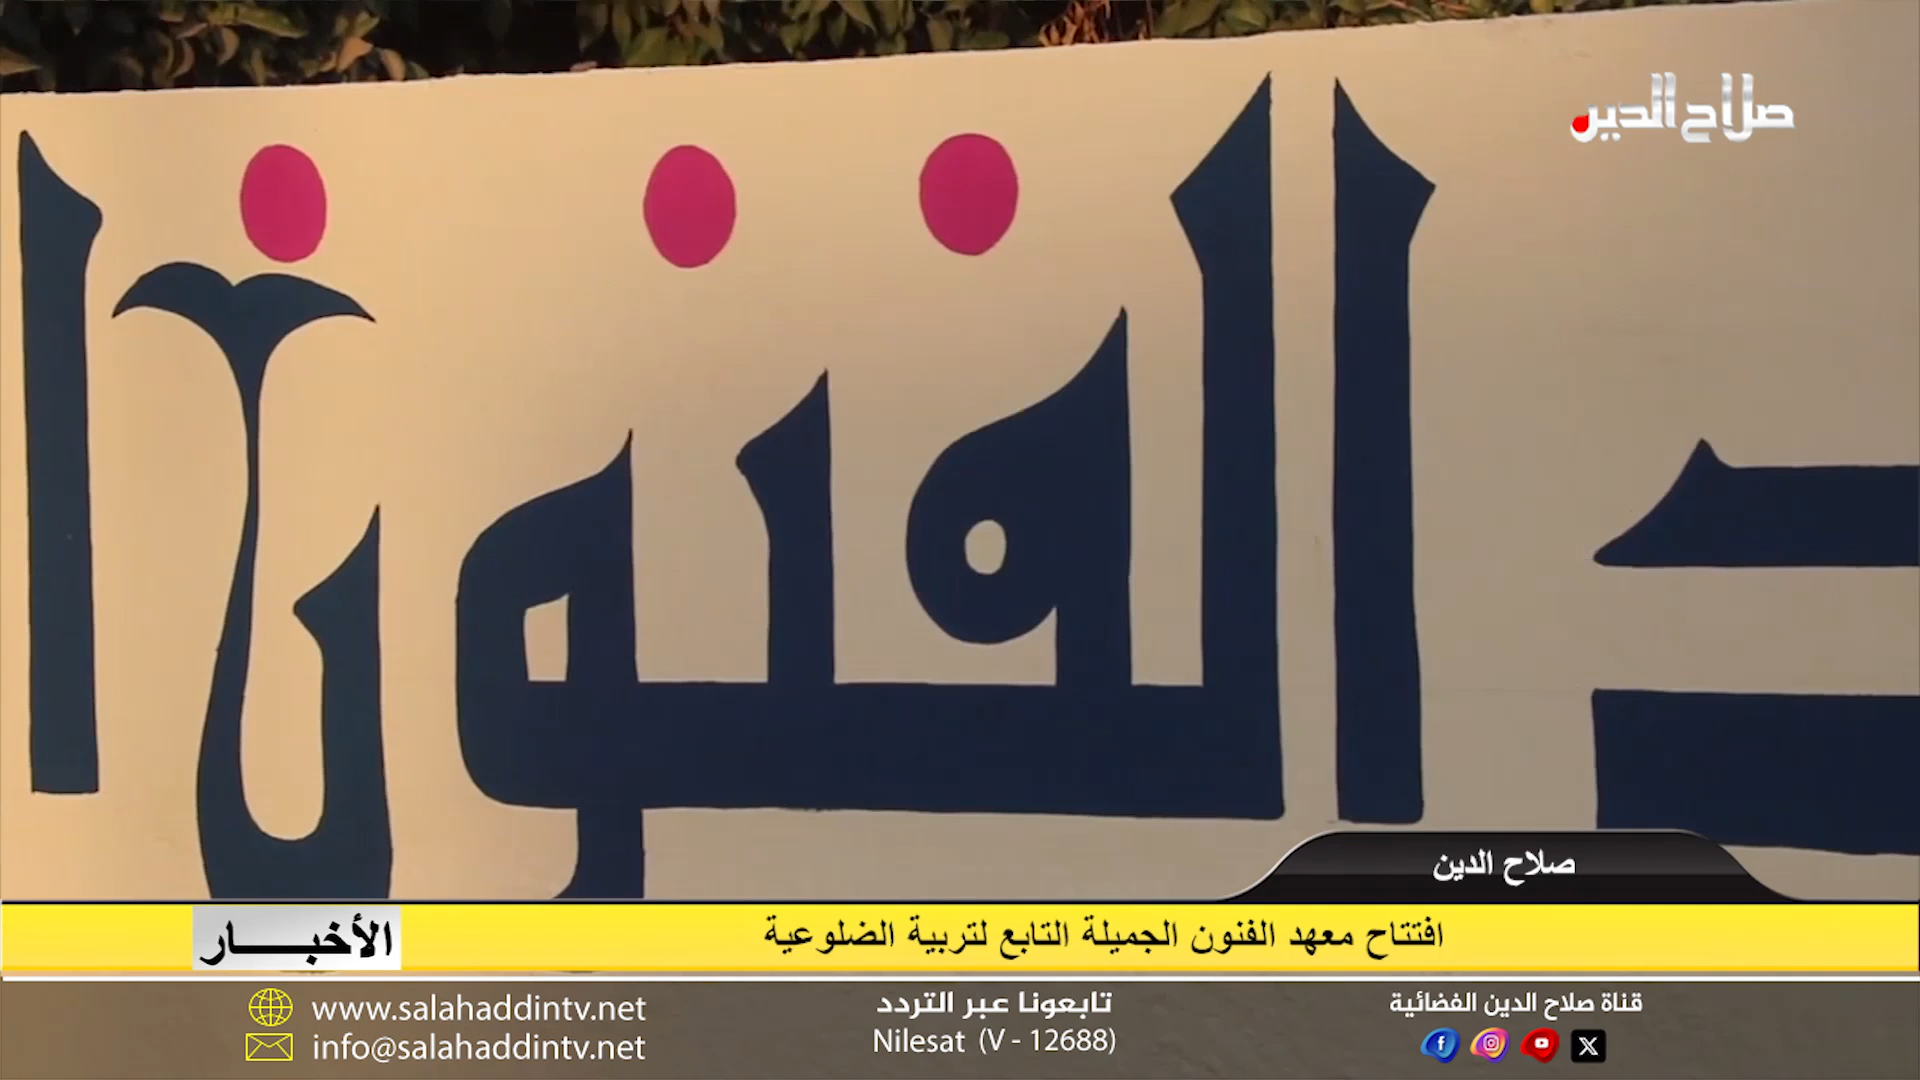 صلاح الدين
د الفنون ا
صلاح الدين
افتتاح معهد الفنون الجميلة التابع لتربية الضلوعية
الأخبـــار
قناة صلاح الدين الفضائية
تابعونا عبر التردد
Nilesat (V - 12688)
www.salahaddintv.net
info@salahaddintv.net